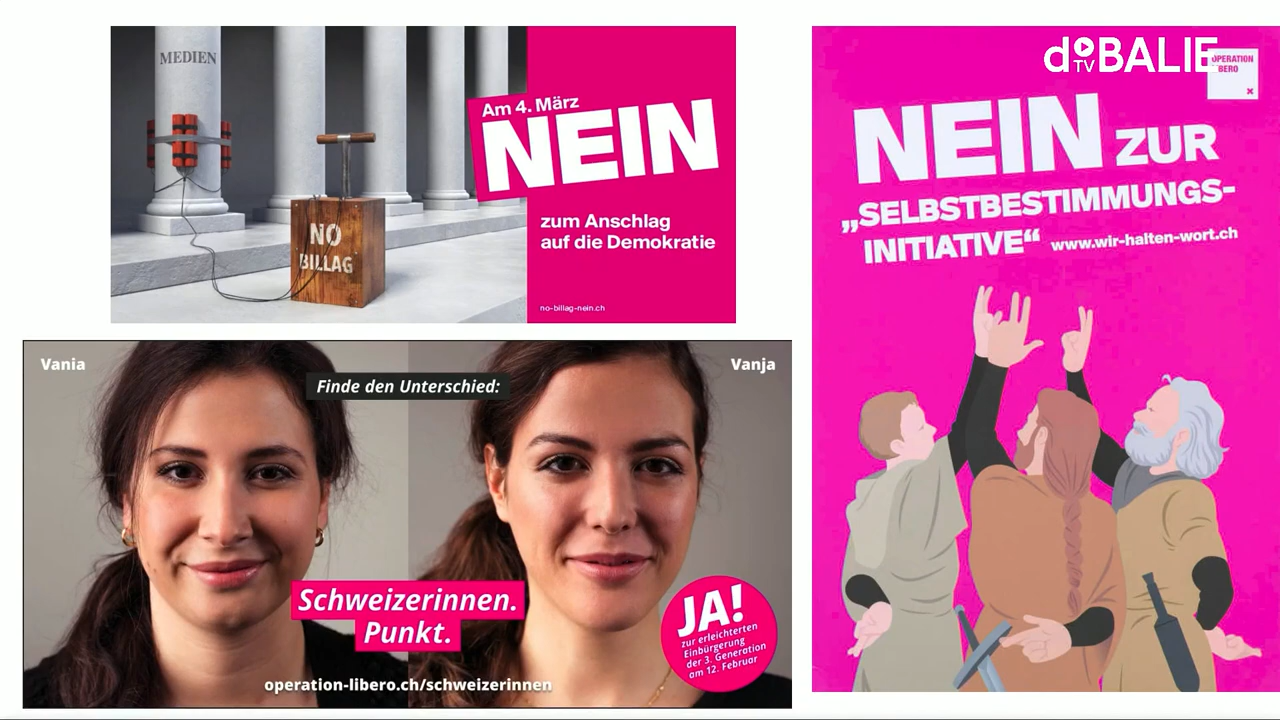 MEDIEN
NO
BILLAG
Am 4. März
NEIN
zum Anschlag
auf die Demokratie
no-billag-nein.ch
Vania
Vanja
Finde den Unterschied:
Schweizerinnen.
Punkt.
JA!
zur erleichterten
Einbürgerung
der 3. Generation
am 12. Februar
operation-libero.ch/schweizerinnen
de BALIE
TV
OPERATION
NEIN ZUR
„SELBSTBESTIMMUNGS-
INITIATIVE“ www.wir-halten-wort.ch